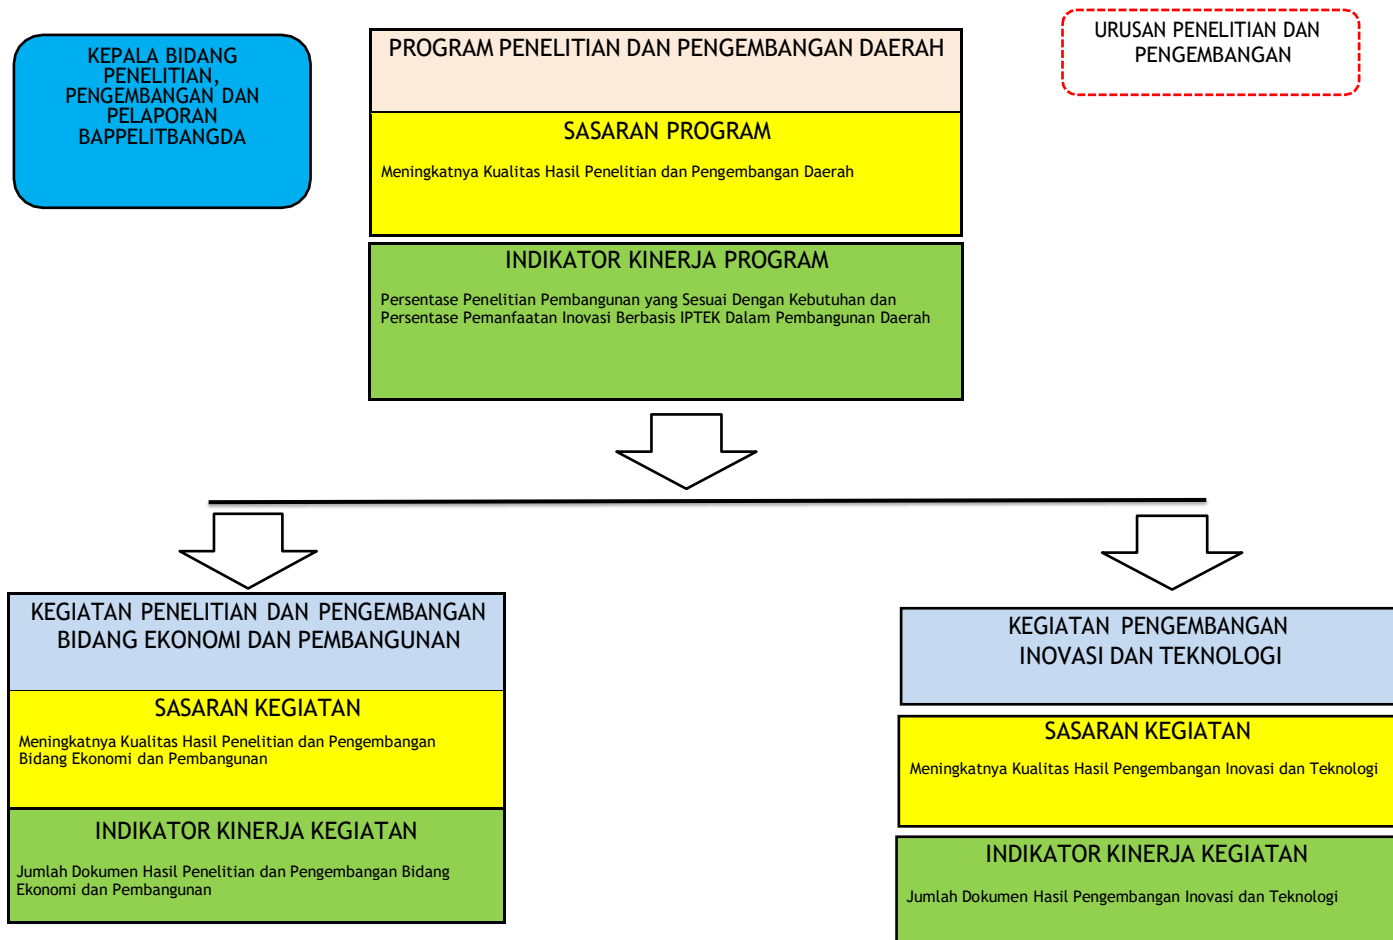 KEPALA BIDANG
PENELITIAN,
PENGEMBANGAN DAN
PELAPORAN
BAPPELITBANGDA
PROGRAM PENELITIAN DAN PENGEMBANGAN DAERAH
SASARAN PROGRAM
Meningkatnya Kualitas Hasil Penelitian dan Pengembangan Daerah
INDIKATOR KINERJA PROGRAM
Persentase Penelitian Pembangunan yang Sesuai Dengan Kebutuhan dan
Persentase Pemanfaatan Inovasi Berbasis IPTEK Dalam Pembangunan Daerah
URUSAN PENELITIAN DAN
PENGEMBANGAN
KEGIATAN PENELITIAN DAN PENGEMBANGAN
BIDANG EKONOMI DAN PEMBANGUNAN
SASARAN KEGIATAN
Meningkatnya Kualitas Hasil Penelitian dan Pengembangan
Bidang Ekonomi dan Pembangunan
INDIKATOR KINERJA KEGIATAN
Jumlah Dokumen Hasil Penelitian dan Pengembangan Bidang
Ekonomi dan Pembangunan
KEGIATAN PENGEMBANGAN
INOVASI DAN TEKNOLOGI
SASARAN KEGIATAN
Meningkatnya Kualitas Hasil Pengembangan Inovasi dan Teknologi
INDIKATOR KINERJA KEGIATAN
Jumlah Dokumen Hasil Pengembangan Inovasi dan Teknologi